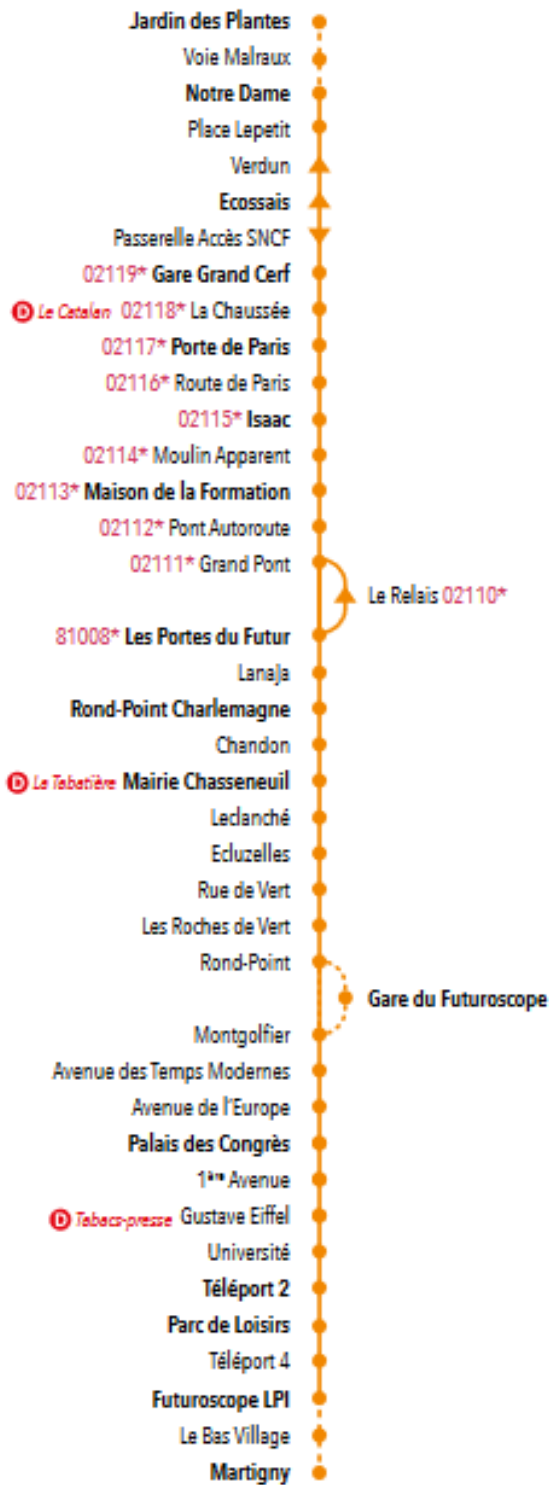 Jardin des Plantes
Voie Malraux
Notre Dame
Place Lepetit
Verdun
Ecossais
Passerelle Accès SNCF
02119* Gare Grand Cerf
D Le Catalan 02118* La Chaussée
02117* Porte de Paris
02116* Route de Paris
02115* Isaac
02114* Moulin Apparent
02113* Maison de la Formation
02112* Pont Autoroute
02111* Grand Pont
Le Relais 02110*
81008* Les Portes du Futur
LanaJa
Rond-Point Charlemagne
Chandon
D La Tabatière Mairie Chasseneuil
Leclanché
Ecluzelles
Rue de Vert
Les Roches de Vert
Rond-Point
Gare du Futuroscope
Montgolfier
Avenue des Temps Modernes
Avenue de l'Europe
Palais des Congrès
1ère Avenue
D Tabacs-presse Gustave Eiffel
Université
Téléport 2
Parc de Loisirs
Téléport 4
Futuroscope LPI
Le Bas Village
Martigny